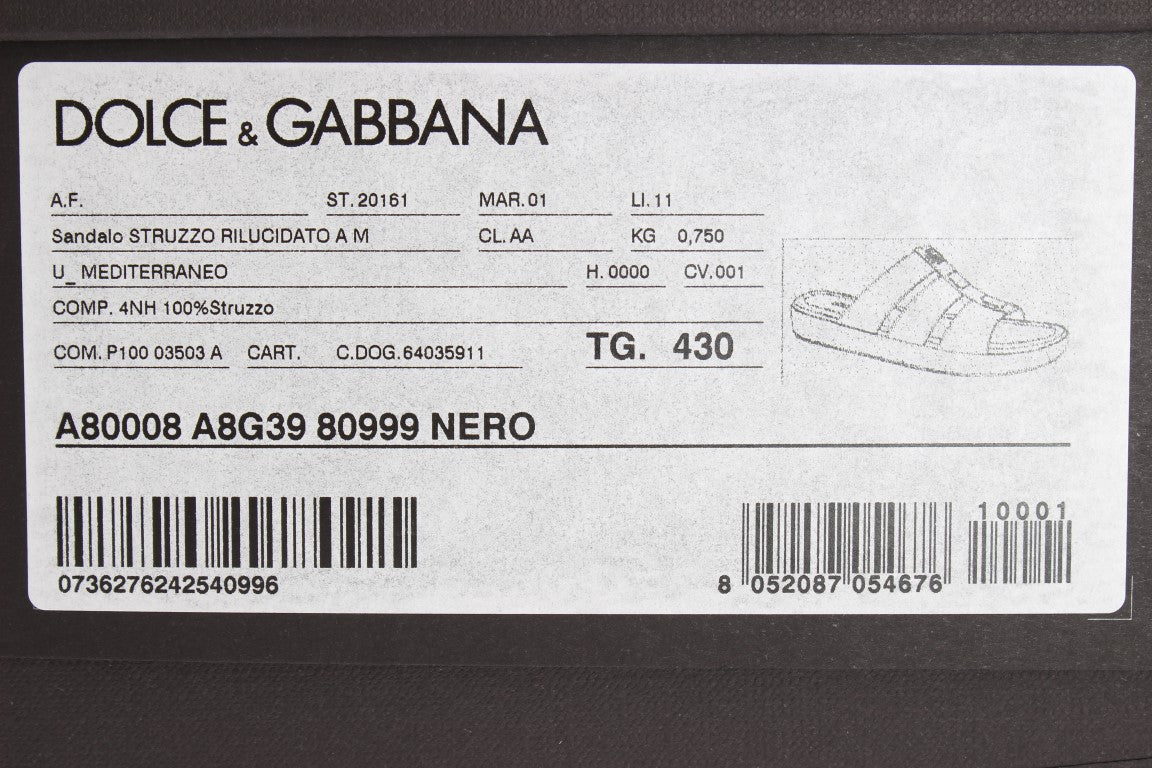 DOLCE & GABBANA
A.F. ST. 20161 MAR. 01 LI. 11
Sandalo STRUZZO RILUCIDATO A M CL. AA KG 0,750
U_ MEDITERRANEO H. 0000 CV. 001
COMP. 4NH 100%Struzzo
COM. P100 03503 A CART. C.DOG. 64035911 TG. 430
A80008 A8G39 80999 NERO
10001
0736276242540996 8 052087 054676